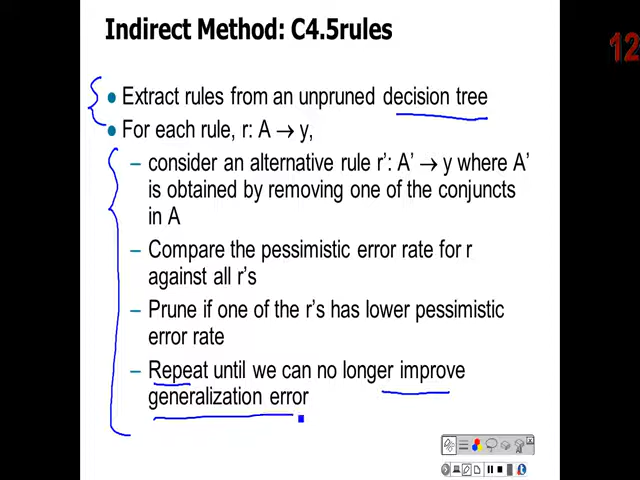 Indirect Method: C4.5rules
12
● Extract rules from an unpruned decision tree
● For each rule, r: A → y,
– consider an alternative rule r': A' → y where A'
is obtained by removing one of the conjuncts
in A
– Compare the pessimistic error rate for r
against all r's
– Prune if one of the r's has lower pessimistic
error rate
– Repeat until we can no longer improve
generalization error